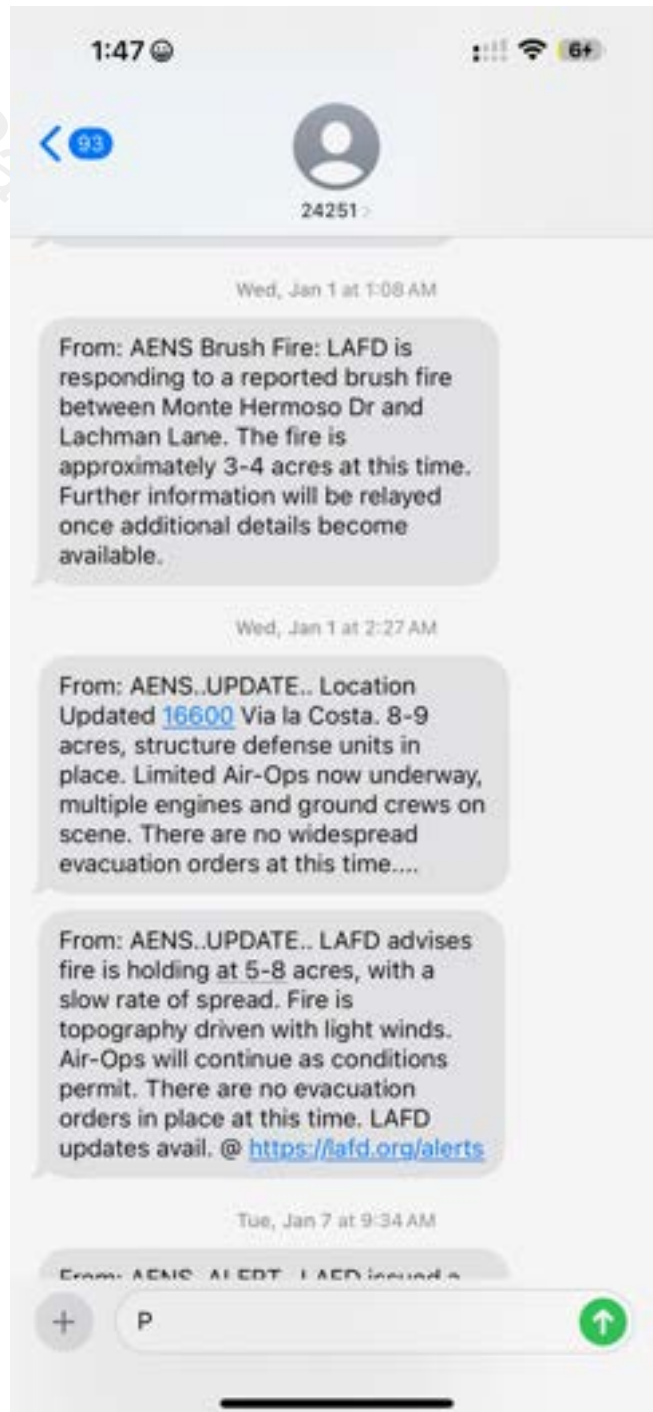 1:47
6
93
24251
Wed, Jan 1 at 1:08 AM
From: AENS Brush Fire: LAFD is
responding to a reported brush fire
between Monte Hermoso Dr and
Lachman Lane. The fire is
approximately 3-4 acres at this time.
Further information will be relayed
once additional details become
available.
Wed, Jan 1 at 2:27 AM
From: AENS..UPDATE.. Location
Updated 16600 Via la Costa. 8-9
acres, structure defense units in
place. Limited Air-Ops now underway,
multiple engines and ground crews on
scene. There are no widespread
evacuation orders at this time....
From: AENS..UPDATE.. LAFD advises
fire is holding at 5-8 acres, with a
slow rate of spread. Fire is
topography driven with light winds.
Air-Ops will continue as conditions
permit. There are no evacuation
orders in place at this time. LAFD
updates avail. @ https://lafd.org/alerts
Tue, Jan 7 at 9:34 AM
From: AENS..ALERT.. LAFD issued a
P